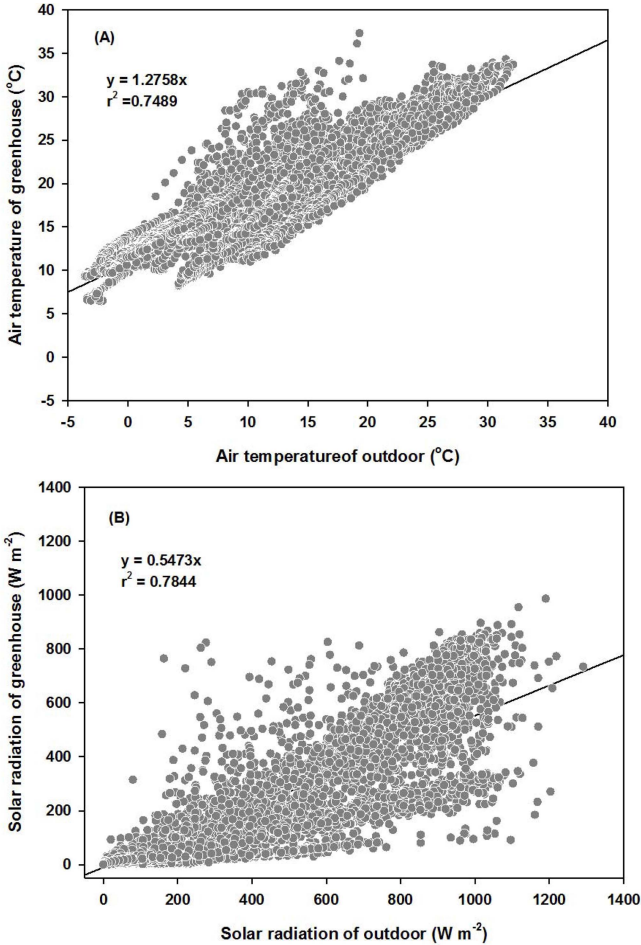 (A)
y = 1.2758x
r² =0.7489
Air temperature of greenhouse (°C)
40
35
30
25
20
15
10
5
0
-5
-5 0 5 10 15 20 25 30 35 40
Air temperatureof outdoor (°C)
(B)
y = 0.5473x
r² = 0.7844
Solar radiation of greenhouse (W m-2)
1400
1200
1000
800
600
400
200
0
0 200 400 600 800 1000 1200 1400
Solar radiation of outdoor (W m-2)